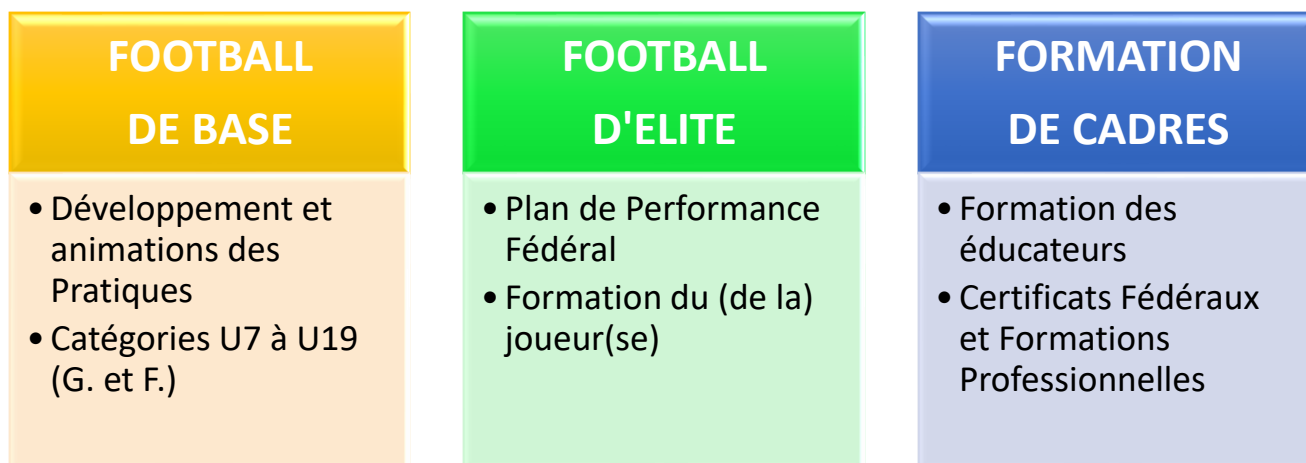 FOOTBALL
DE BASE
• Développement et
animations des
Pratiques
• Catégories U7 à U19
(G. et F.)
FOOTBALL
D'ELITE
• Plan de Performance
Fédéral
• Formation du (de la)
joueur(se)
FORMATION
DE CADRES
• Formation des
éducateurs
• Certificats Fédéraux
et Formations
Professionnelles